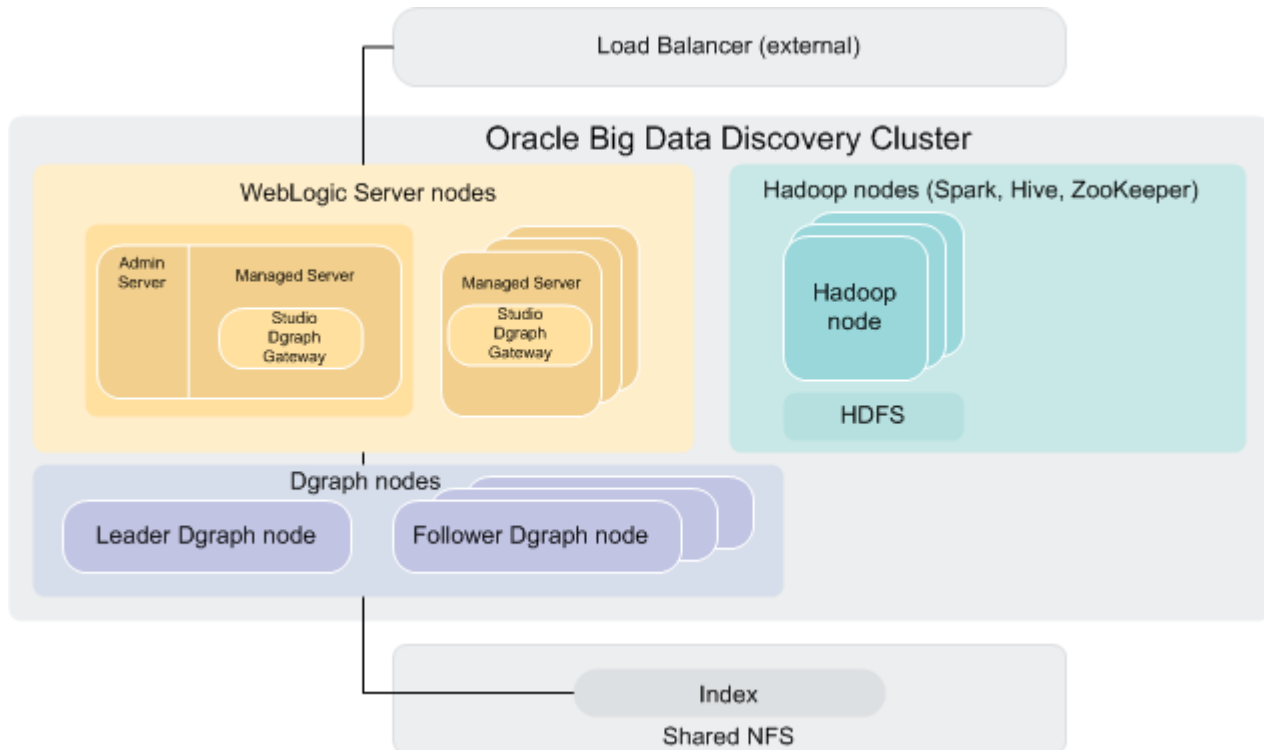 Load Balancer (external)
Oracle Big Data Discovery Cluster
WebLogic Server nodes
Admin
Server
Managed Server
Studio
Dgraph
Gateway
Managed Server
Studio
Dgraph
Gateway
Hadoop nodes (Spark, Hive, ZooKeeper)
Hadoop
node
HDFS
Dgraph nodes
Leader Dgraph node
Follower Dgraph node
Index
Shared NFS